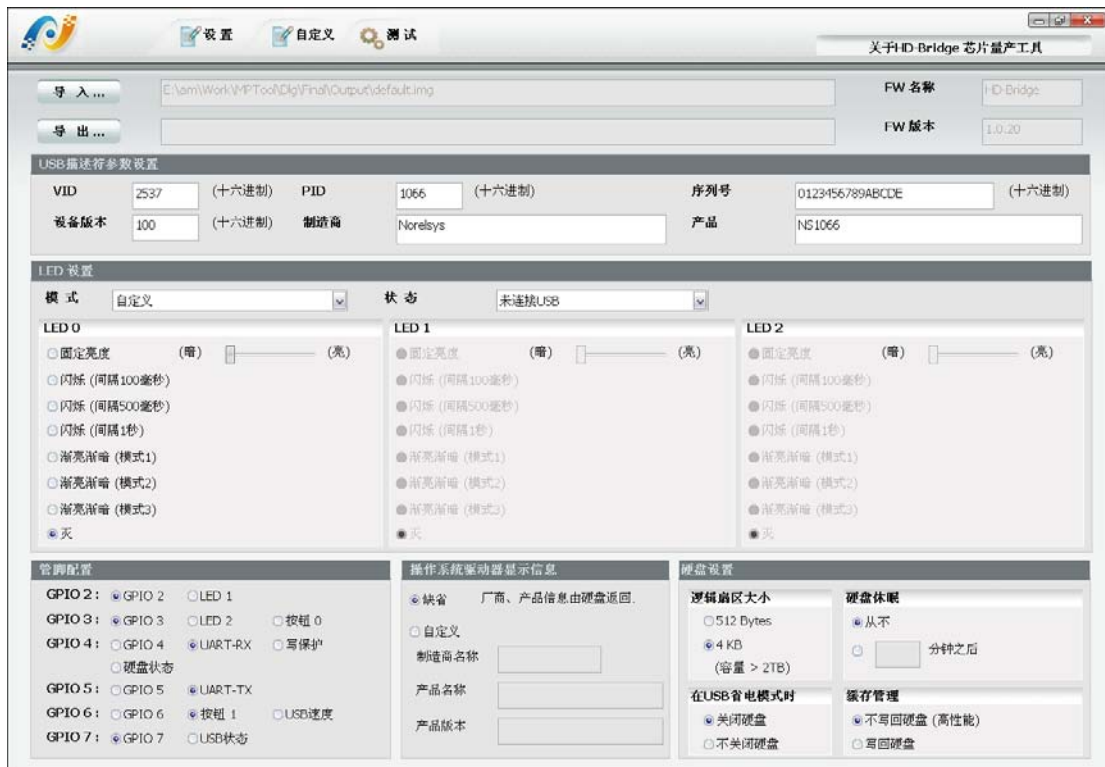 设 置 自定义 测 试
关于HD-Bridge 芯片量产工具
导 入... E:\am\Work\MPTool\Dlg\Final\Output\default.img FW 名称 HD-Bridge
导 出... FW 版本 1.0.20
USB描述符参数设置
VID 2537 (十六进制) PID 1066 (十六进制) 序列号 0123456789ABCDE (十六进制)
设备版本 100 (十六进制) 制造商 Norelsys 产品 NS1066
LED 设置
模 式 自定义 状 态 未连接USB
LED 0 LED 1 LED 2
固定亮度 (暗) (亮) 固定亮度 (暗) (亮) 固定亮度 (暗) (亮)
闪烁 (间隔100毫秒) 闪烁 (间隔100毫秒) 闪烁 (间隔100毫秒)
闪烁 (间隔500毫秒) 闪烁 (间隔500毫秒) 闪烁 (间隔500毫秒)
闪烁 (间隔1秒) 闪烁 (间隔1秒) 闪烁 (间隔1秒)
渐亮渐暗 (模式1) 渐亮渐暗 (模式1) 渐亮渐暗 (模式1)
渐亮渐暗 (模式2) 渐亮渐暗 (模式2) 渐亮渐暗 (模式2)
渐亮渐暗 (模式3) 渐亮渐暗 (模式3) 渐亮渐暗 (模式3)
灭 灭 灭
管脚配置
GPIO 2: GPIO 2 LED 1
GPIO 3: GPIO 3 LED 2 按钮 0
GPIO 4: GPIO 4 UART-RX 写保护
硬盘状态
GPIO 5: GPIO 5 UART-TX
GPIO 6: GPIO 6 按钮 1 USB速度
GPIO 7: GPIO 7 USB状态
操作系统驱动器显示信息
缺省 厂商、产品信息由硬盘返回.
自定义
制造商名称
产品名称
产品版本
硬盘设置
逻辑扇区大小
512 Bytes
4 KB
(容量 > 2TB)
硬盘休眠
从不
分钟之后
在USB省电模式时
关闭硬盘
不关闭硬盘
缓存管理
不写回硬盘 (高性能)
写回硬盘